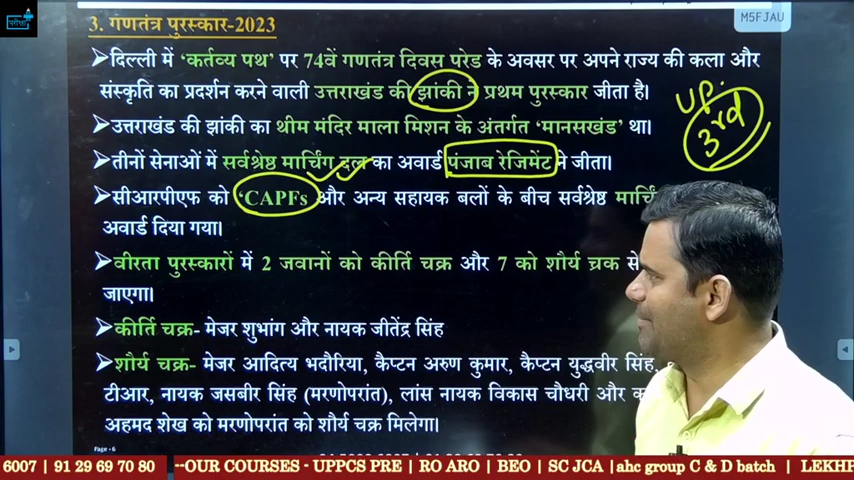 परीक्षा
M5FJAU
3. गणतंत्र पुरस्कार-2023
➤दिल्ली में ‘कर्तव्य पथ’ पर 74वें गणतंत्र दिवस परेड के अवसर पर अपने राज्य की कला और
संस्कृति का प्रदर्शन करने वाली उत्तराखंड की झांकी ने प्रथम पुरस्कार जीता है।
UP.
3rd
➤उत्तराखंड की झांकी का थीम मंदिर माला मिशन के अंतर्गत ‘मानसखंड’ था।
➤तीनों सेनाओं में सर्वश्रेष्ठ मार्चिंग दल का अवार्ड पंजाब रेजिमेंट ने जीता।
➤सीआरपीएफ को ‘CAPFs और अन्य सहायक बलों के बीच सर्वश्रेष्ठ
अवार्ड दिया गया।
➤वीरता पुरस्कारों में 2 जवानों को कीर्ति चक्र और 7 को शौर्य च्रक से
जाएगा।
➤कीर्ति चक्र- मेजर शुभांग और नायक जीतेंद्र सिंह
➤शौर्य चक्र- मेजर आदित्य भदौरिया, कैप्टन अरुण कुमार, कैप्टन युद्धवीर सिंह,
टीआर, नायक जसबीर सिंह (मरणोपरांत), लांस नायक विकास चौधरी और
अहमद शेख को मरणोपरांत को शौर्य चक्र मिलेगा।
Page - 6
6007 | 91 29 69 70 80 --OUR COURSES - UPPCS PRE | RO ARO | BEO | SC JCA |ahc group C & D batch | LEKHP